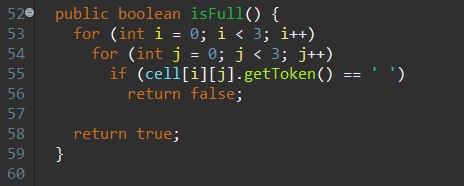 52 public boolean isFull() {
53 for (int i = 0; i < 3; i++)
54 for (int j = 0; j < 3; j++)
55 if (cell[i][j].getToken() == ' ')
56 return false;
57
58 return true;
59 }
60